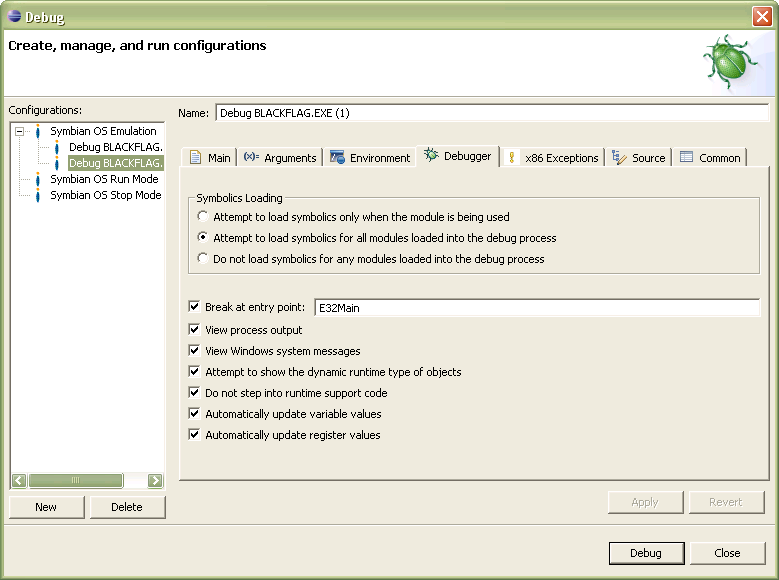 Debug
Create, manage, and run configurations
Configurations:
Symbian OS Emulation
Debug BLACKFLAG.
Debug BLACKFLAG.
Symbian OS Run Mode
Symbian OS Stop Mode
New Delete
Name: Debug BLACKFLAG.EXE (1)
Main (x)= Arguments Environment Debugger x86 Exceptions Source Common
Symbolics Loading
Attempt to load symbolics only when the module is being used
Attempt to load symbolics for all modules loaded into the debug process
Do not load symbolics for any modules loaded into the debug process
Break at entry point: E32Main
View process output
View Windows system messages
Attempt to show the dynamic runtime type of objects
Do not step into runtime support code
Automatically update variable values
Automatically update register values
Apply Revert
Debug Close